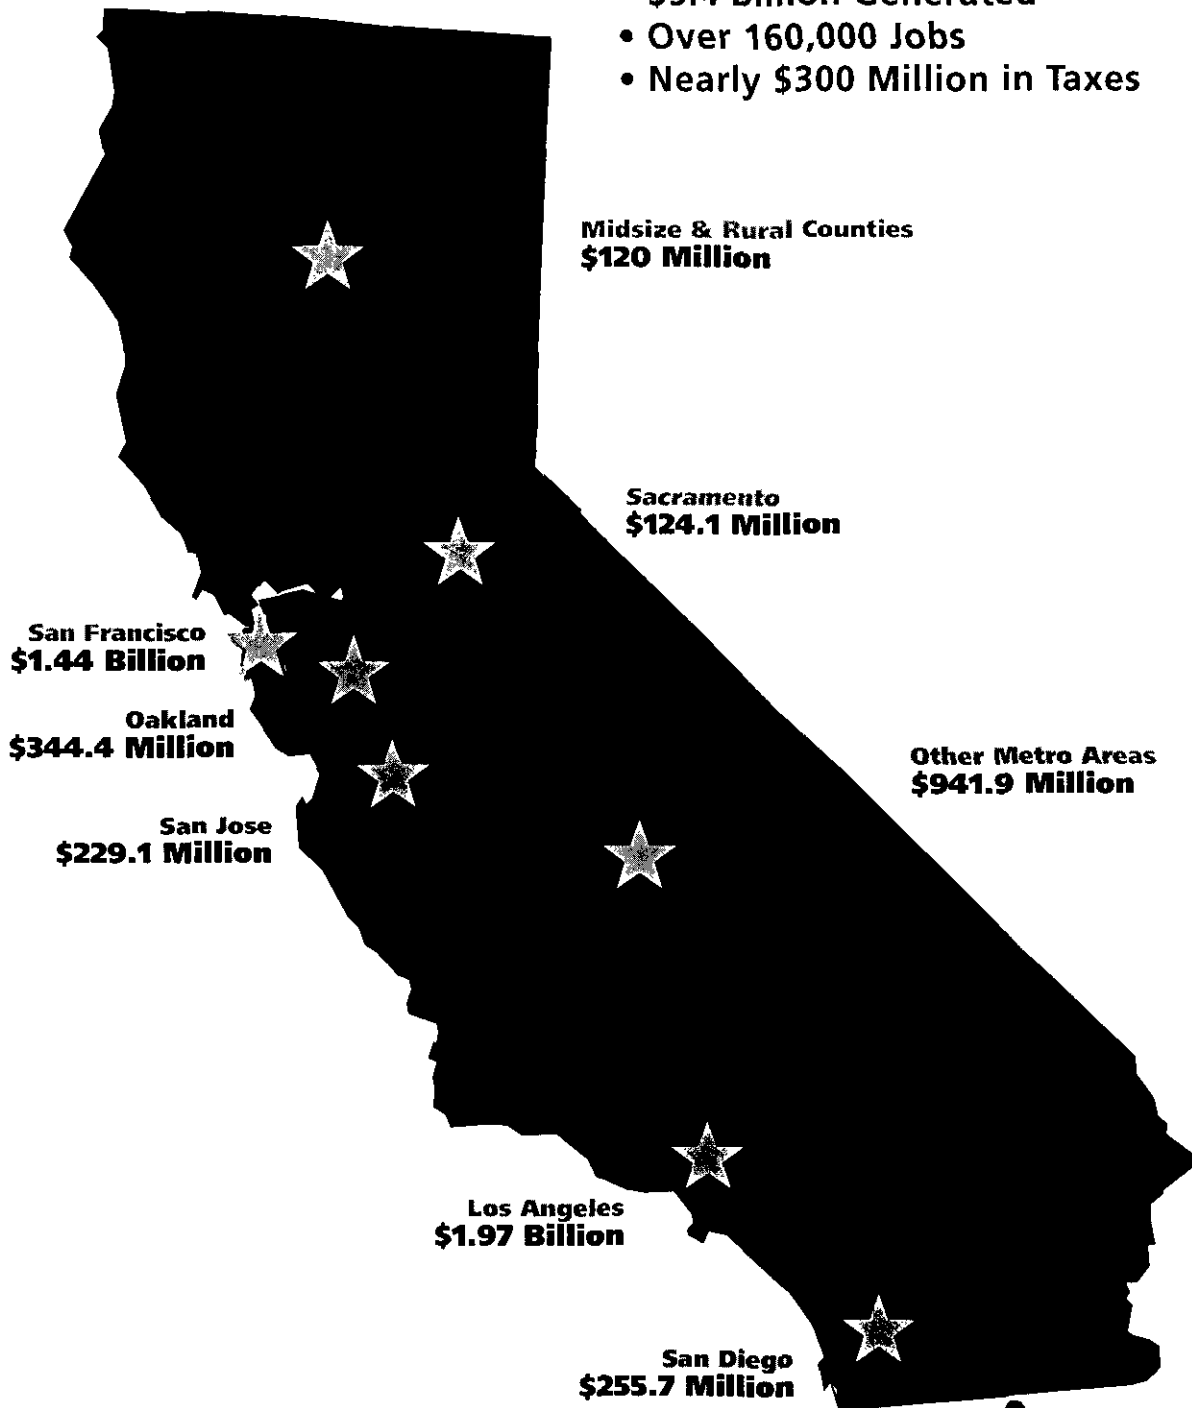 Billion Generated
• Over 160,000 Jobs
• Nearly $300 Million in Taxes
Midsize & Rural Counties
$120 Million
Sacramento
$124.1 Million
San Francisco
$1.44 Billion
Oakland
$344.4 Million
Other Metro Areas
$941.9 Million
San Jose
$229.1 Million
Los Angeles
$1.97 Billion
San Diego
$255.7 Million